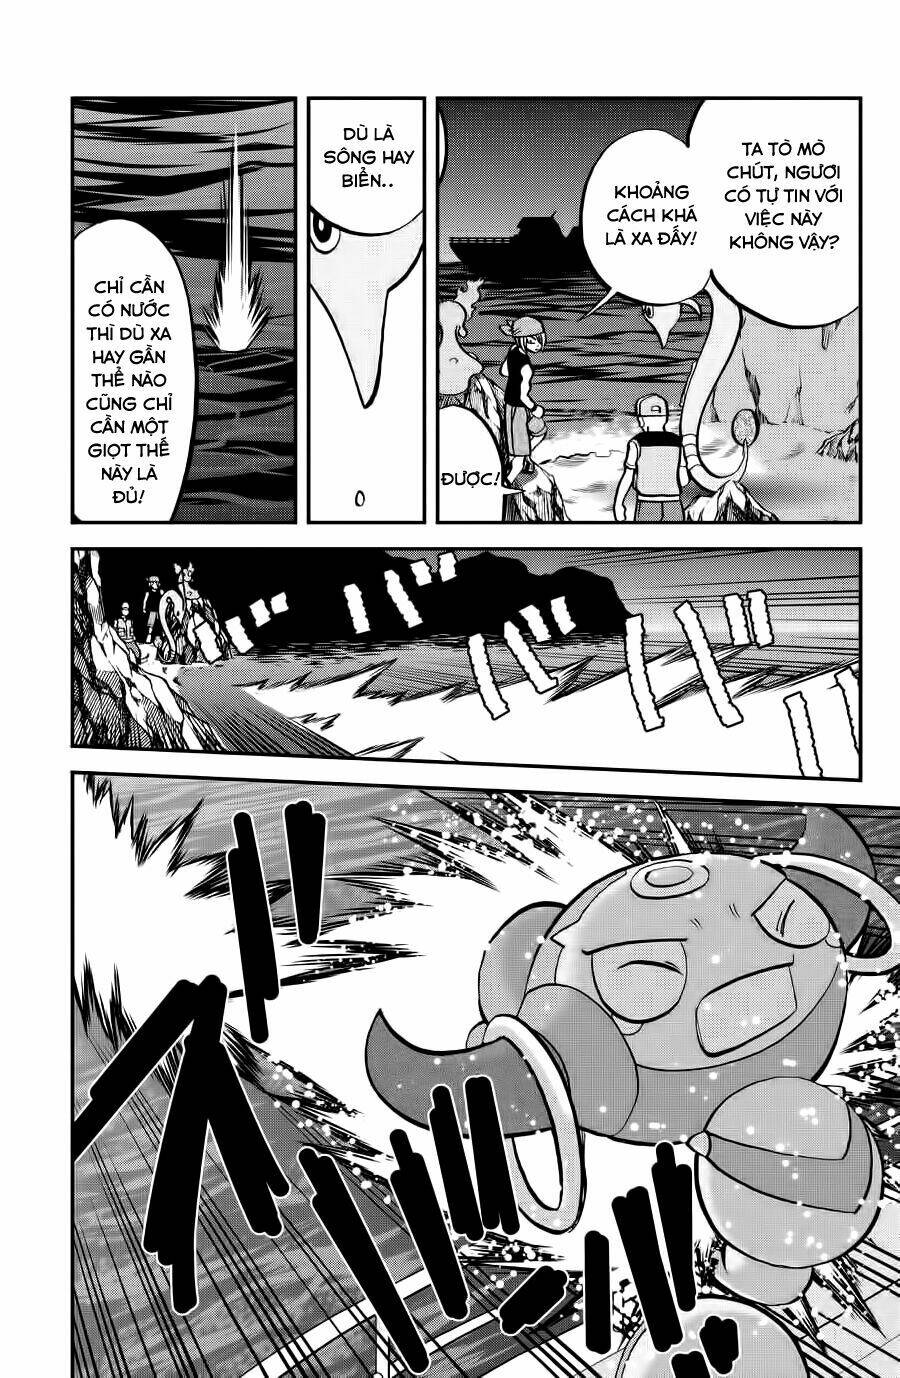 TA TÒ MÒ
CHÚT, NGƯƠI
CÓ TỰ TIN VỚI
VIỆC NÀY
KHÔNG VẬY?
KHOẢNG
CÁCH KHÁ
LÀ XA ĐẤY!
ĐƯỢC!
DÙ LÀ
SÔNG HAY
BIỂN..
CHỈ CẦN
CÓ NƯỚC
THÌ DÙ XA
HAY GẦN
THẾ NÀO
CŨNG CHỈ
CẦN MỘT
GIỌT THẾ
NÀY LÀ
ĐỦ!